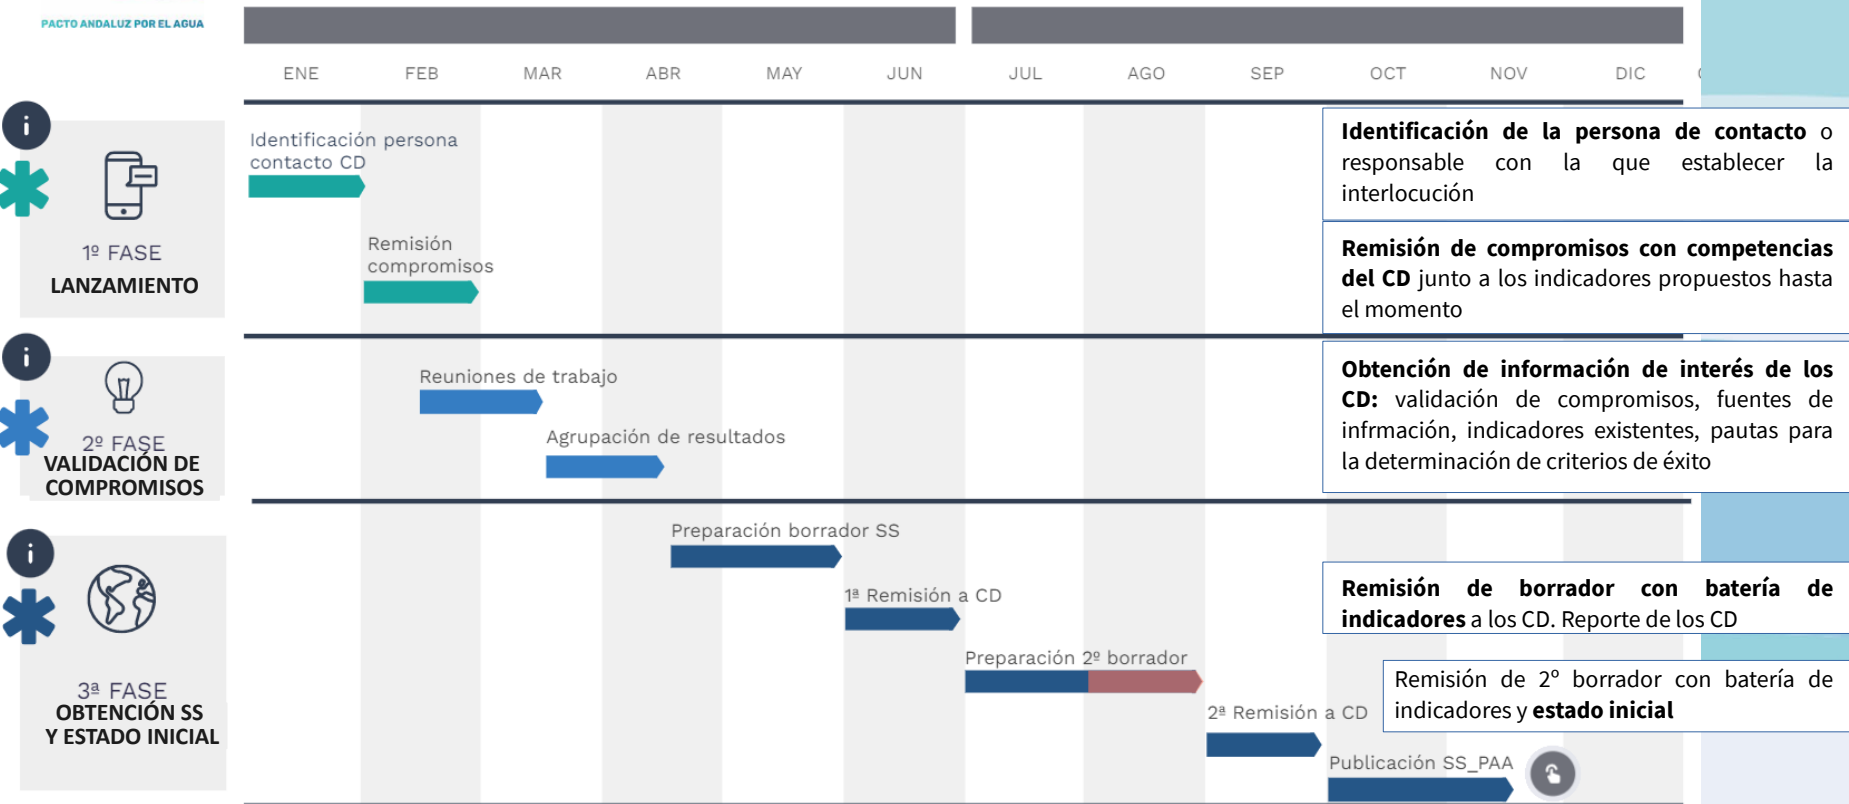 PACTO ANDALUZ POR EL AGUA
ENE FEB MAR ABR MAY JUN JUL AGO SEP OCT NOV DIC
i
1º FASE
LANZAMIENTO
Identificación persona
contacto CD
Remisión
compromisos
Identificación de la persona de contacto o
responsable con la que establecer la
interlocución
Remisión de compromisos con competencias
del CD junto a los indicadores propuestos hasta
el momento
i
2º FASE
VALIDACIÓN DE
COMPROMISOS
Reuniones de trabajo
Agrupación de resultados
Obtención de información de interés de los
CD: validación de compromisos, fuentes de
infrmación, indicadores existentes, pautas para
la determinación de criterios de éxito
i
3ª FASE
OBTENCIÓN SS
Y ESTADO INICIAL
Preparación borrador SS
1ª Remisión a CD
Preparación 2º borrador
2ª Remisión a CD
Publicación SS_PAA
Remisión de borrador con batería de
indicadores a los CD. Reporte de los CD
Remisión de 2º borrador con batería de
indicadores y estado inicial